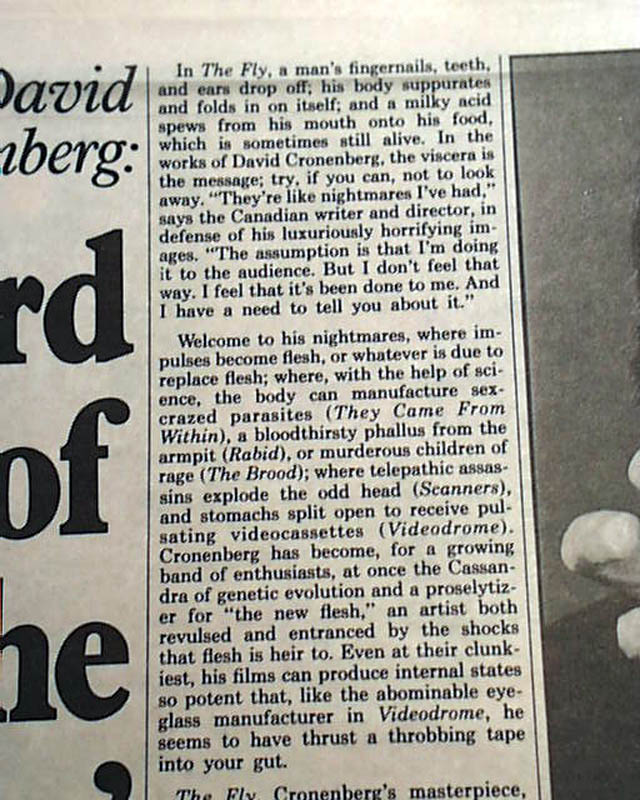 David
nberg:
rd
of
he
’
In The Fly, a man's fingernails, teeth,
and ears drop off; his body suppurates
and folds in on itself; and a milky acid
spews from his mouth onto his food,
which is sometimes still alive. In the
works of David Cronenberg, the viscera is
the message; try, if you can, not to look
away. "They're like nightmares I've had,"
says the Canadian writer and director, in
defense of his luxuriously horrifying im-
ages. "The assumption is that I'm doing
it to the audience. But I don't feel that
way. I feel that it's been done to me. And
I have a need to tell you about it."
Welcome to his nightmares, where im-
pulses become flesh, or whatever is due to
replace flesh; where, with the help of sci-
ence, the body can manufacture sex-
crazed parasites (They Came From
Within), a bloodthirsty phallus from the
armpit (Rabid), or murderous children of
rage (The Brood); where telepathic assas-
sins explode the odd head (Scanners),
and stomachs split open to receive pul-
sating videocassettes (Videodrome).
Cronenberg has become, for a growing
band of enthusiasts, at once the Cassan-
dra of genetic evolution and a proselytiz-
er for "the new flesh," an artist both
revulsed and entranced by the shocks
that flesh is heir to. Even at their clunk-
iest, his films can produce internal states
so potent that, like the abominable eye-
glass manufacturer in Videodrome, he
seems to have thrust a throbbing tape
into your gut.
The Fly, Cronenberg's masterpiece,